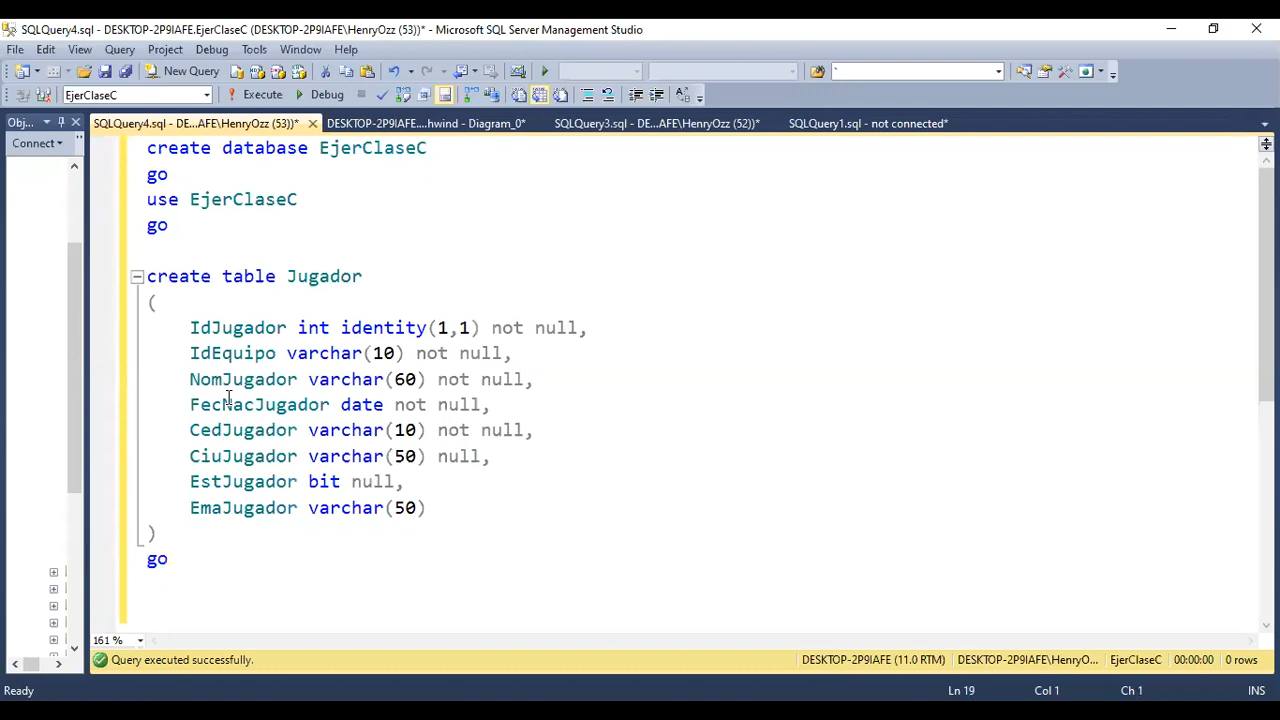 SQLQuery4.sql - DESKTOP-2P9IAFE.EjerClaseC (DESKTOP-2P9IAFE\HenryOzz (53))* - Microsoft SQL Server Management Studio
File Edit View Query Project Debug Tools Window Help
New Query
EjerClaseC Execute Debug
Obj... SQLQuery4.sql - DE...AFE\HenryOzz (53))* DESKTOP-2P9IAFE....hwind - Diagram_0* SQLQuery3.sql - DE...AFE\HenryOzz (52))* SQLQuery1.sql - not connected*
Connect
create database EjerClaseC
go
use EjerClaseC
go
create table Jugador
(
IdJugador int identity(1,1) not null,
IdEquipo varchar(10) not null,
NomJugador varchar(60) not null,
FecNacJugador date not null,
CedJugador varchar(10) not null,
CiuJugador varchar(50) null,
EstJugador bit null,
EmaJugador varchar(50)
)
go
161 %
Query executed successfully. DESKTOP-2P9IAFE (11.0 RTM) DESKTOP-2P9IAFE\HenryO... EjerClaseC 00:00:00 0 rows
Ready Ln 19 Col 1 Ch 1 INS